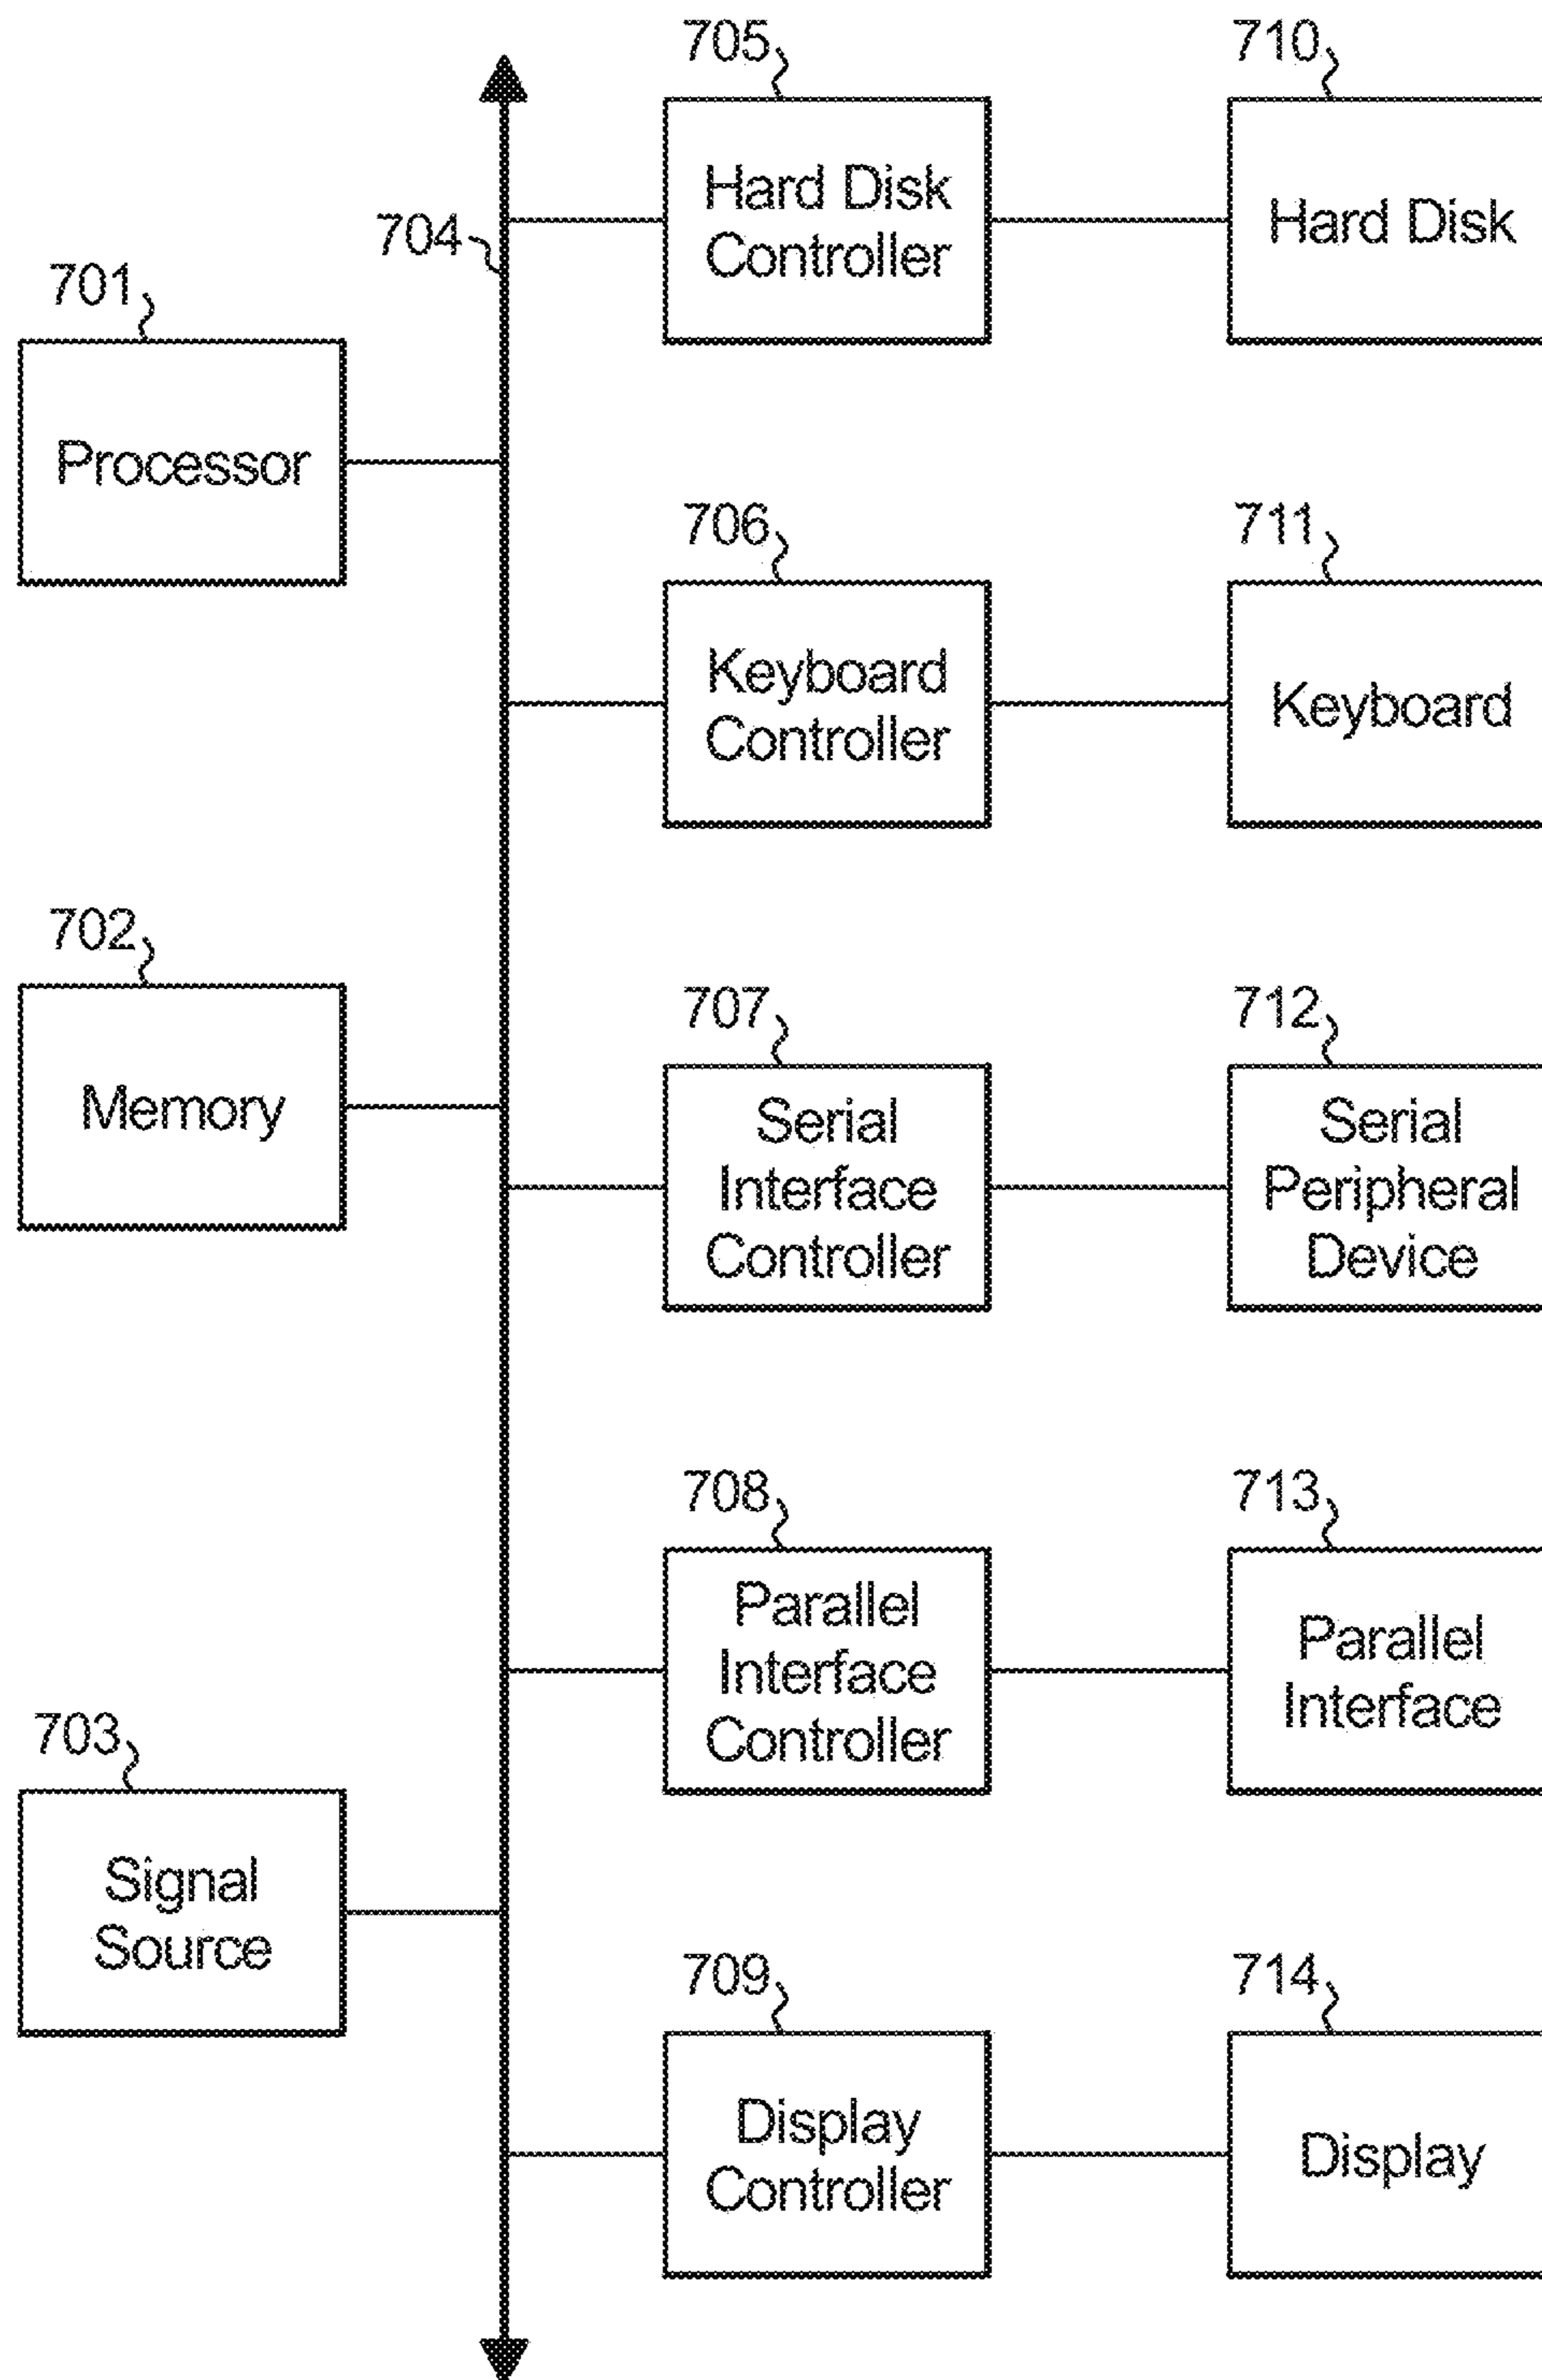 705
710
Hard Disk
Controller
Hard Disk
704
701
Processor
706
711
Keyboard
Controller
Keyboard
702
Memory
707
712
Serial
Interface
Controller
Serial
Peripheral
Device
708
713
Parallel
Interface
Controller
Parallel
Interface
703
Signal
Source
709
714
Display
Controller
Display